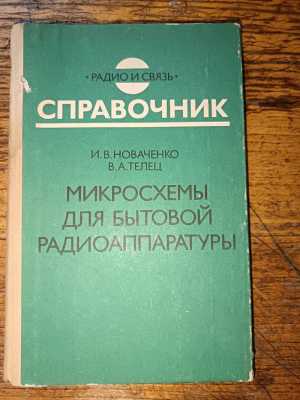 • РАДИО И СВЯЗЬ •
СПРАВОЧНИК
И. В. НОВАЧЕНКО
В. А. ТЕЛЕЦ
МИКРОСХЕМЫ
ДЛЯ БЫТОВОЙ
РАДИОАППАРАТУРЫ